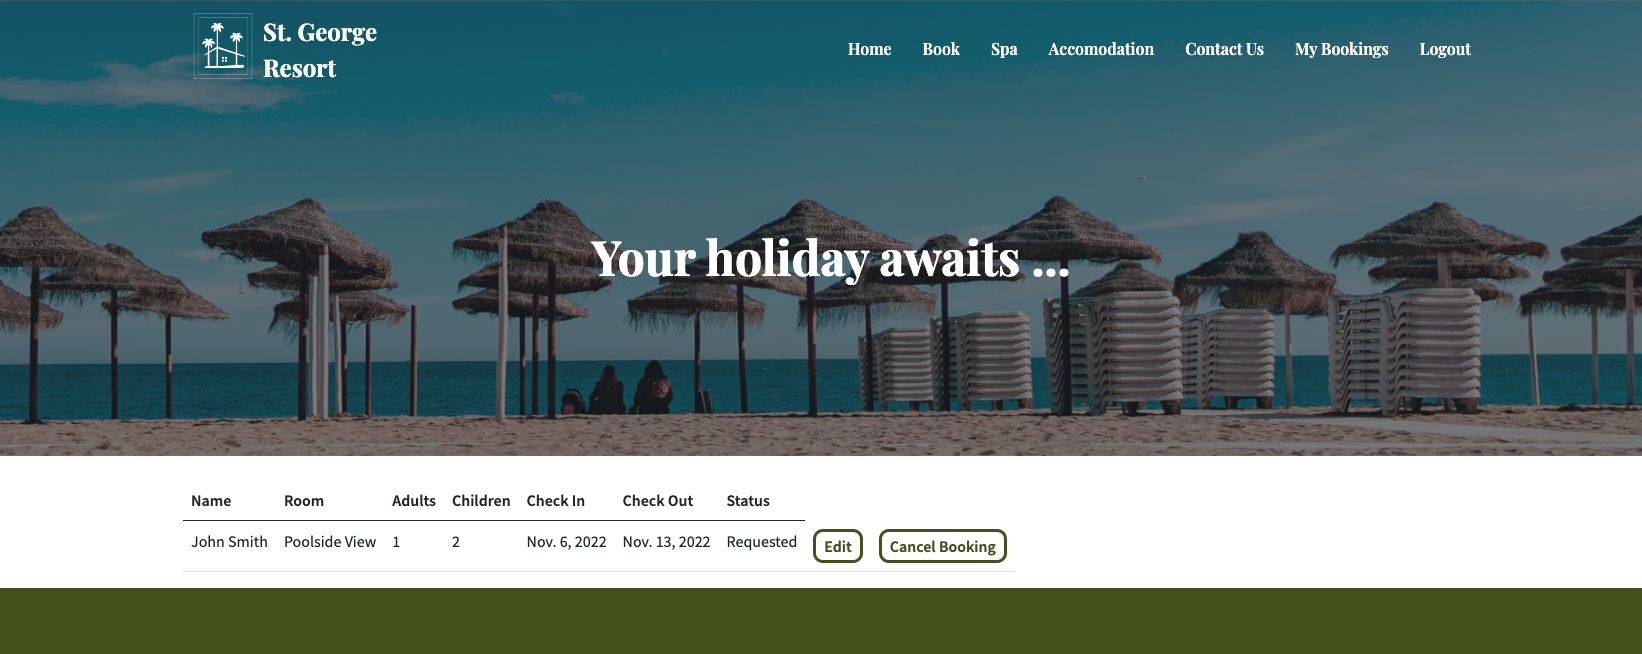 St. George
Resort
Home Book Spa Accomodation Contact Us My Bookings Logout
Your holiday awaits ...
Name Room Adults Children Check In Check Out Status
John Smith Poolside View 1 2 Nov. 6, 2022 Nov. 13, 2022 Requested Edit Cancel Booking